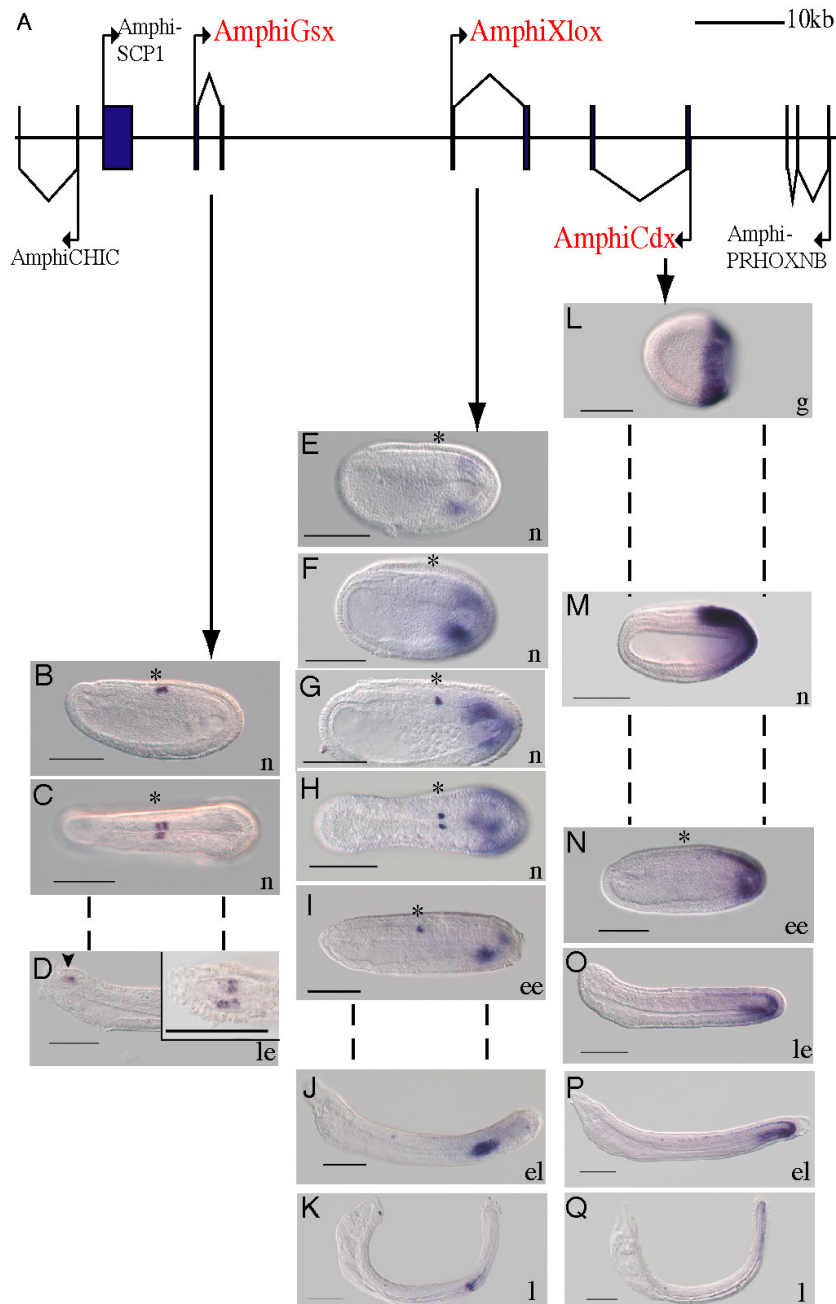 A
Amphi-
SCP1
AmphiGsx
AmphiXlox
10kb
AmphiCHIC
AmphiCdx
Amphi-
PRHOXNB
L
g
E
*
n
F
*
n
M
n
B
*
n
G
*
n
C
*
n
H
*
n
N
*
ee
I
*
ee
D
le
O
le
J
el
P
el
K
l
Q
l